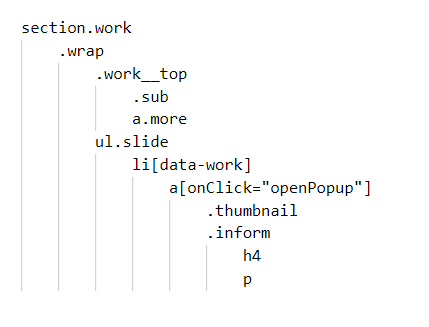 section.work
.wrap
.work__top
.sub
a.more
ul.slide
li[data-work]
a[onClick="openPopup"]
.thumbnail
.inform
h4
p